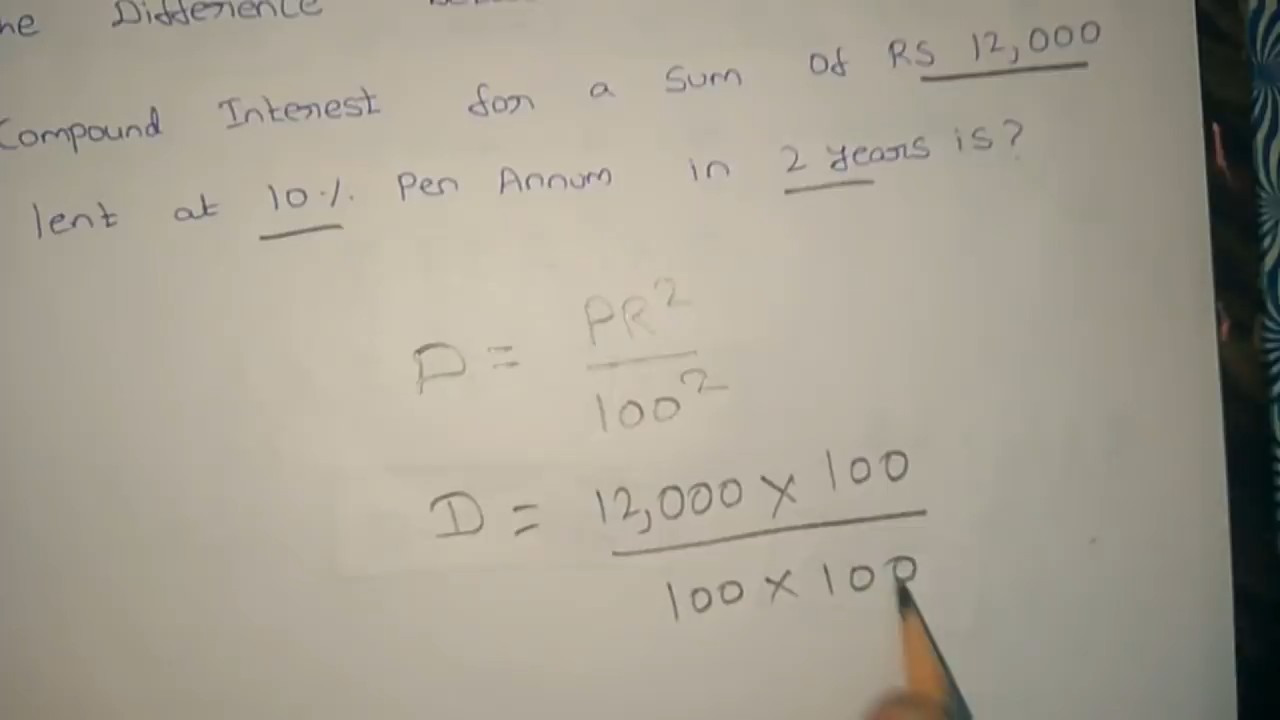 Difference
Compound Interest for a Sum of RS 12,000
lent at 10% Per Annum in 2 years is?
D = PR²
100²
D = 12,000 × 100
100 × 100